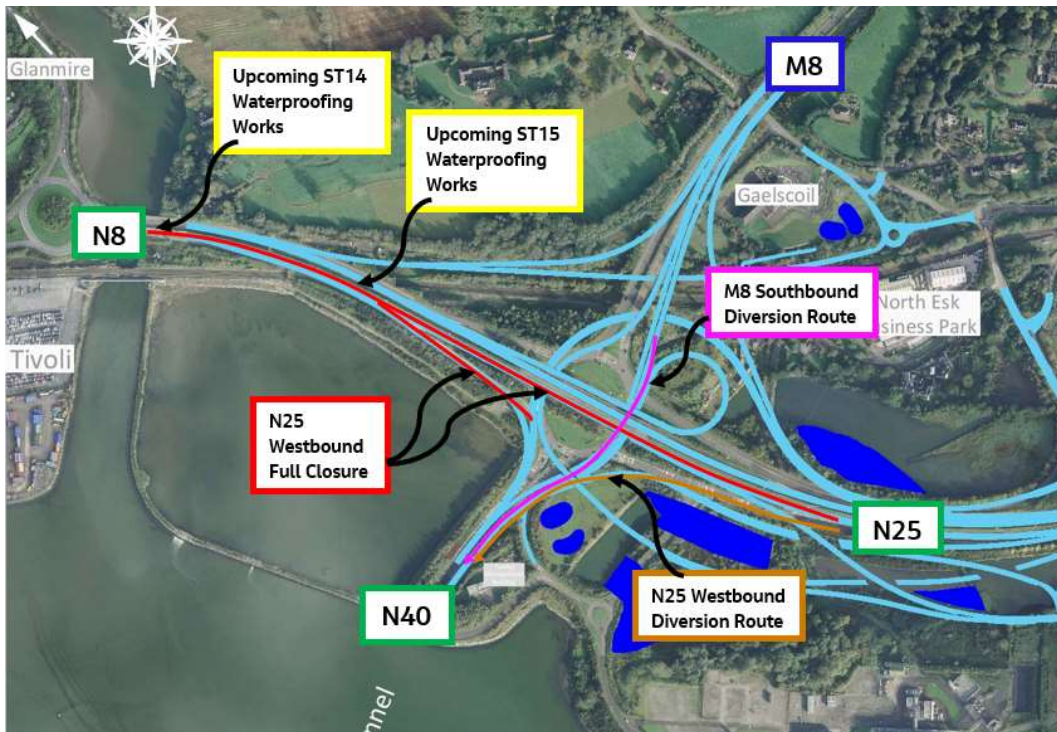 Glanmire
Upcoming ST14
Waterproofing
Works
Upcoming ST15
Waterproofing
Works
M8
Gaelscoil
N8
M8 Southbound
Diversion Route
North Esk
siness Park
Tivoli
N25
Westbound
Full Closure
N25
N40
N25 Westbound
Diversion Route
nnel